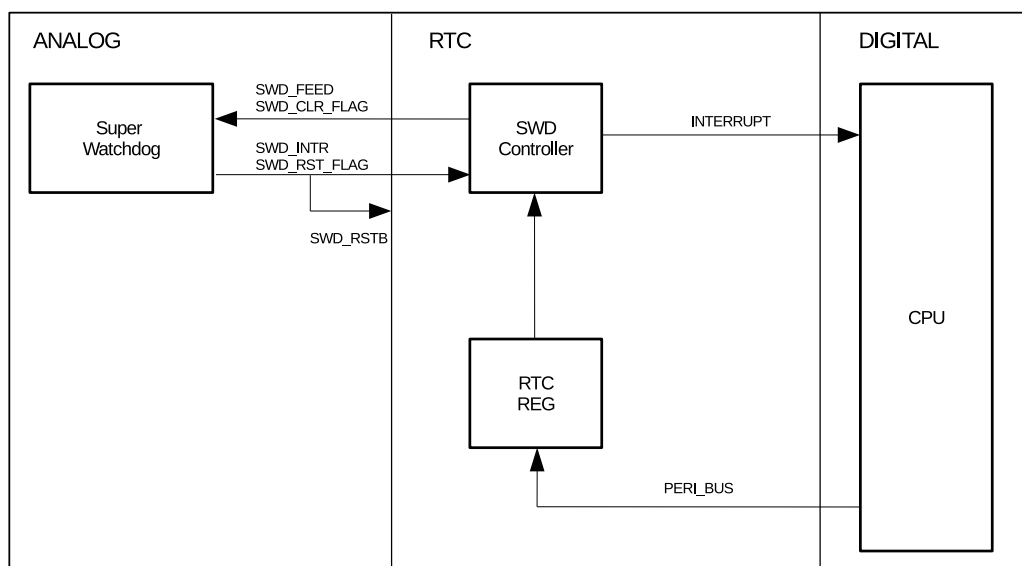 ANALOG
RTC
DIGITAL
SWD_FEED
SWD_CLR_FLAG
Super
Watchdog
SWD_INTR
SWD_RST_FLAG
SWD_RSTB
SWD
Controller
INTERRUPT
CPU
RTC
REG
PERI_BUS